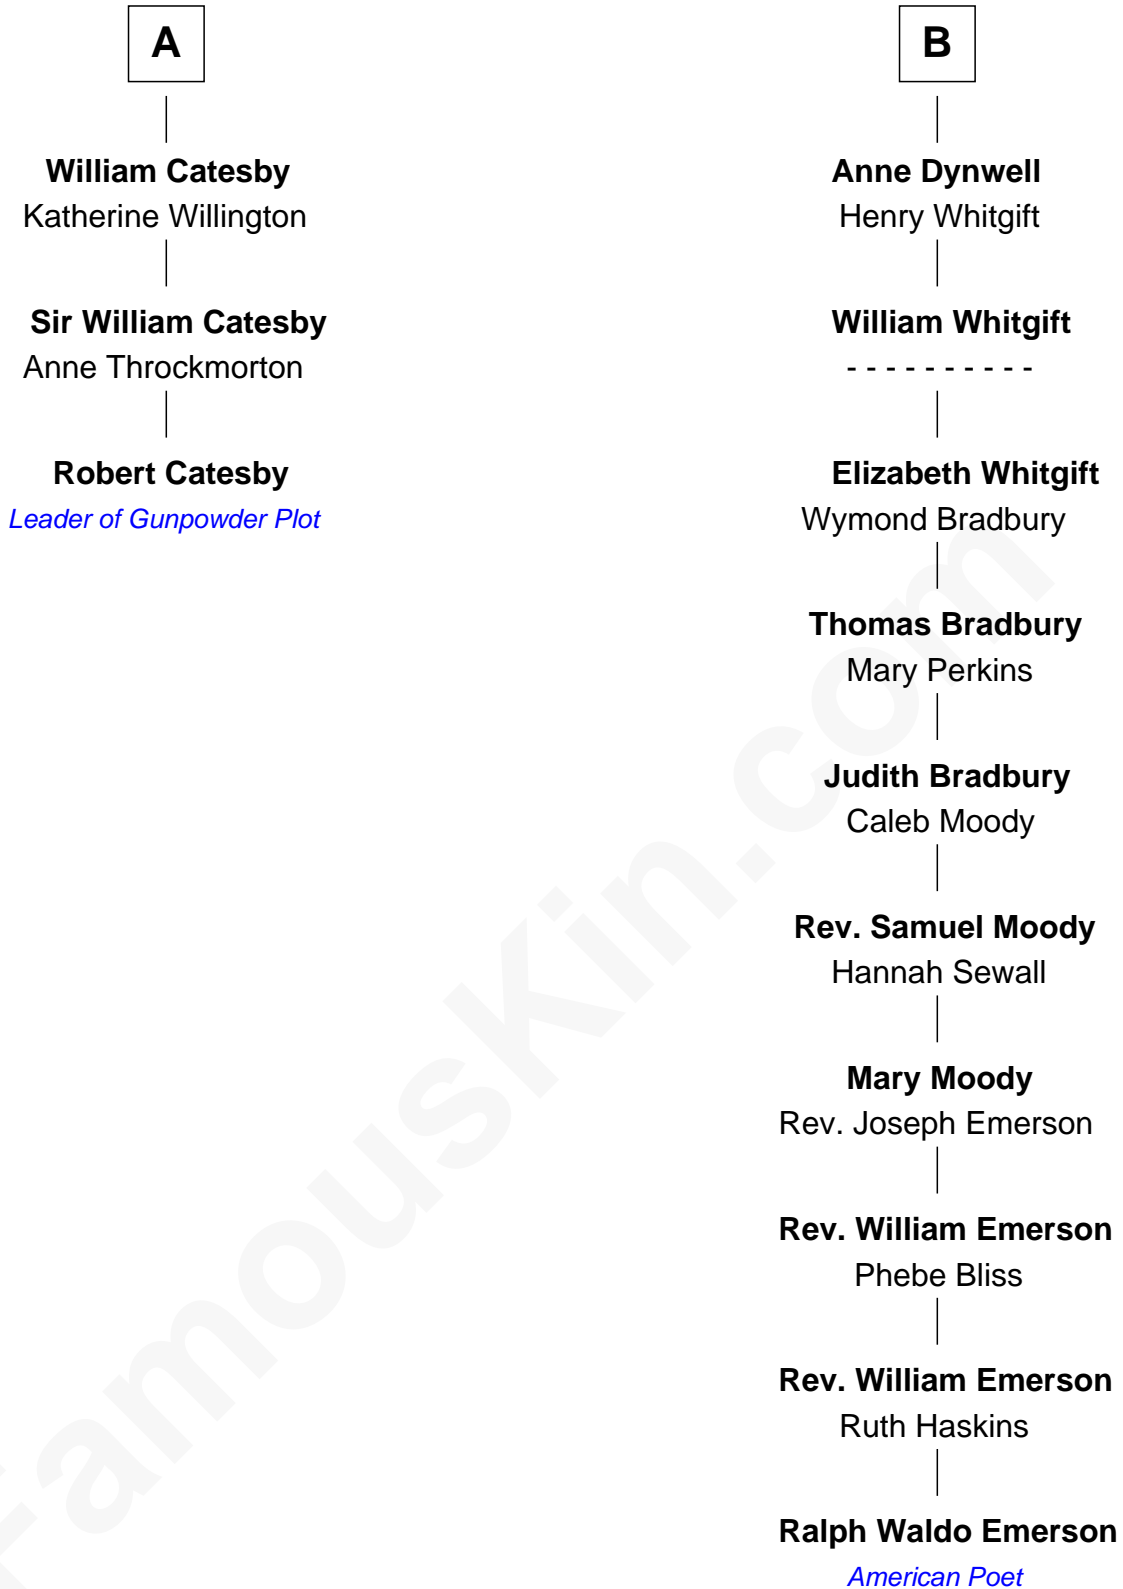 A
William Catesby
Katherine Willington
Sir William Catesby
Anne Throckmorton
Robert Catesby
Leader of Gunpowder Plot
B
Anne Dynwell
Henry Whitgift
William Whitgift
- - - - - - - - - -
Elizabeth Whitgift
Wymond Bradbury
Thomas Bradbury
Mary Perkins
Judith Bradbury
Caleb Moody
Rev. Samuel Moody
Hannah Sewall
Mary Moody
Rev. Joseph Emerson
Rev. William Emerson
Phebe Bliss
Rev. William Emerson
Ruth Haskins
Ralph Waldo Emerson
American Poet
FamousKin.com